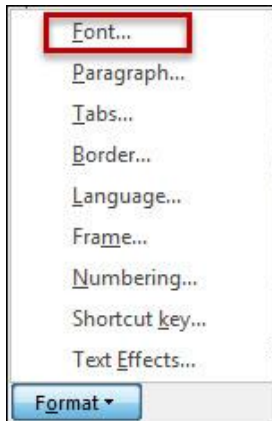 Font...
Paragraph...
Tabs...
Border...
Language...
Frame...
Numbering...
Shortcut key...
Text Effects...
Format